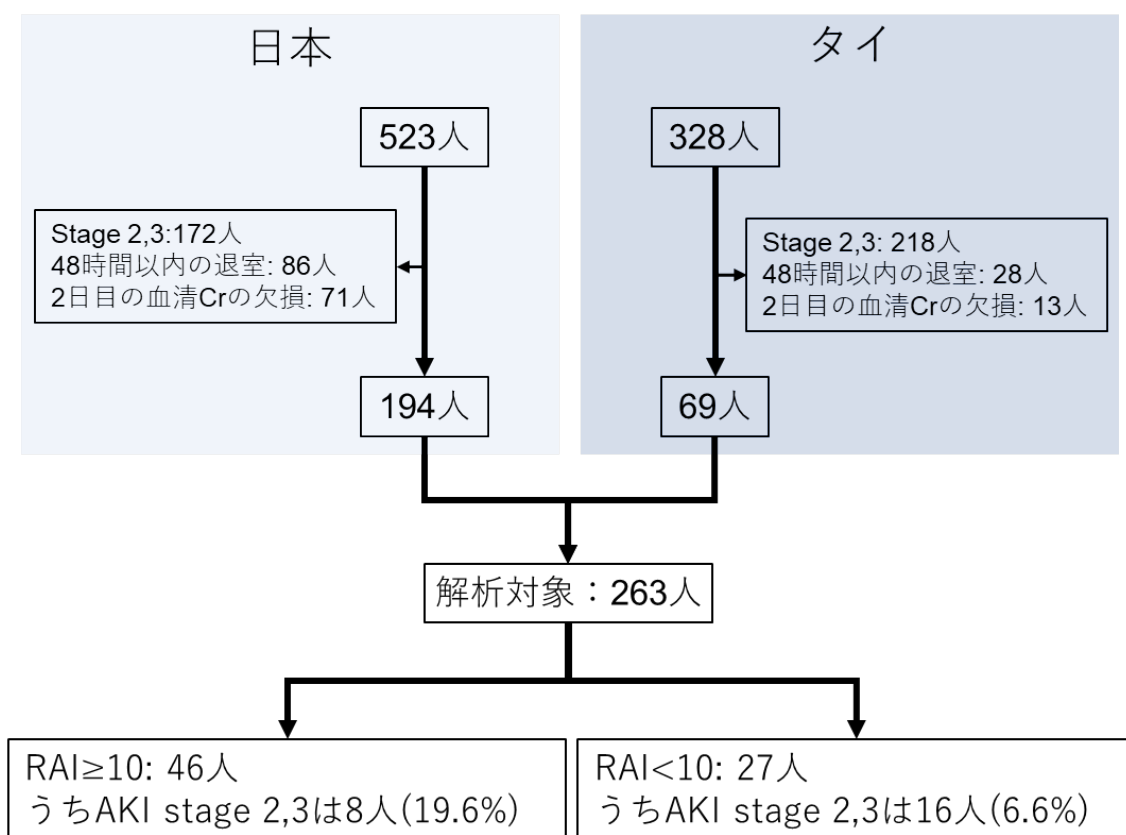 日本
タイ
523人
328人
Stage 2,3:172人
48時間以内の退室: 86人
2日目の血清Crの欠損: 71人
Stage 2,3: 218人
48時間以内の退室: 28人
2日目の血清Crの欠損: 13人
194人
69人
解析対象：263人
RAI≥10: 46人
うちAKI stage 2,3は8人(19.6%)
RAI<10: 27人
うちAKI stage 2,3は16人(6.6%)